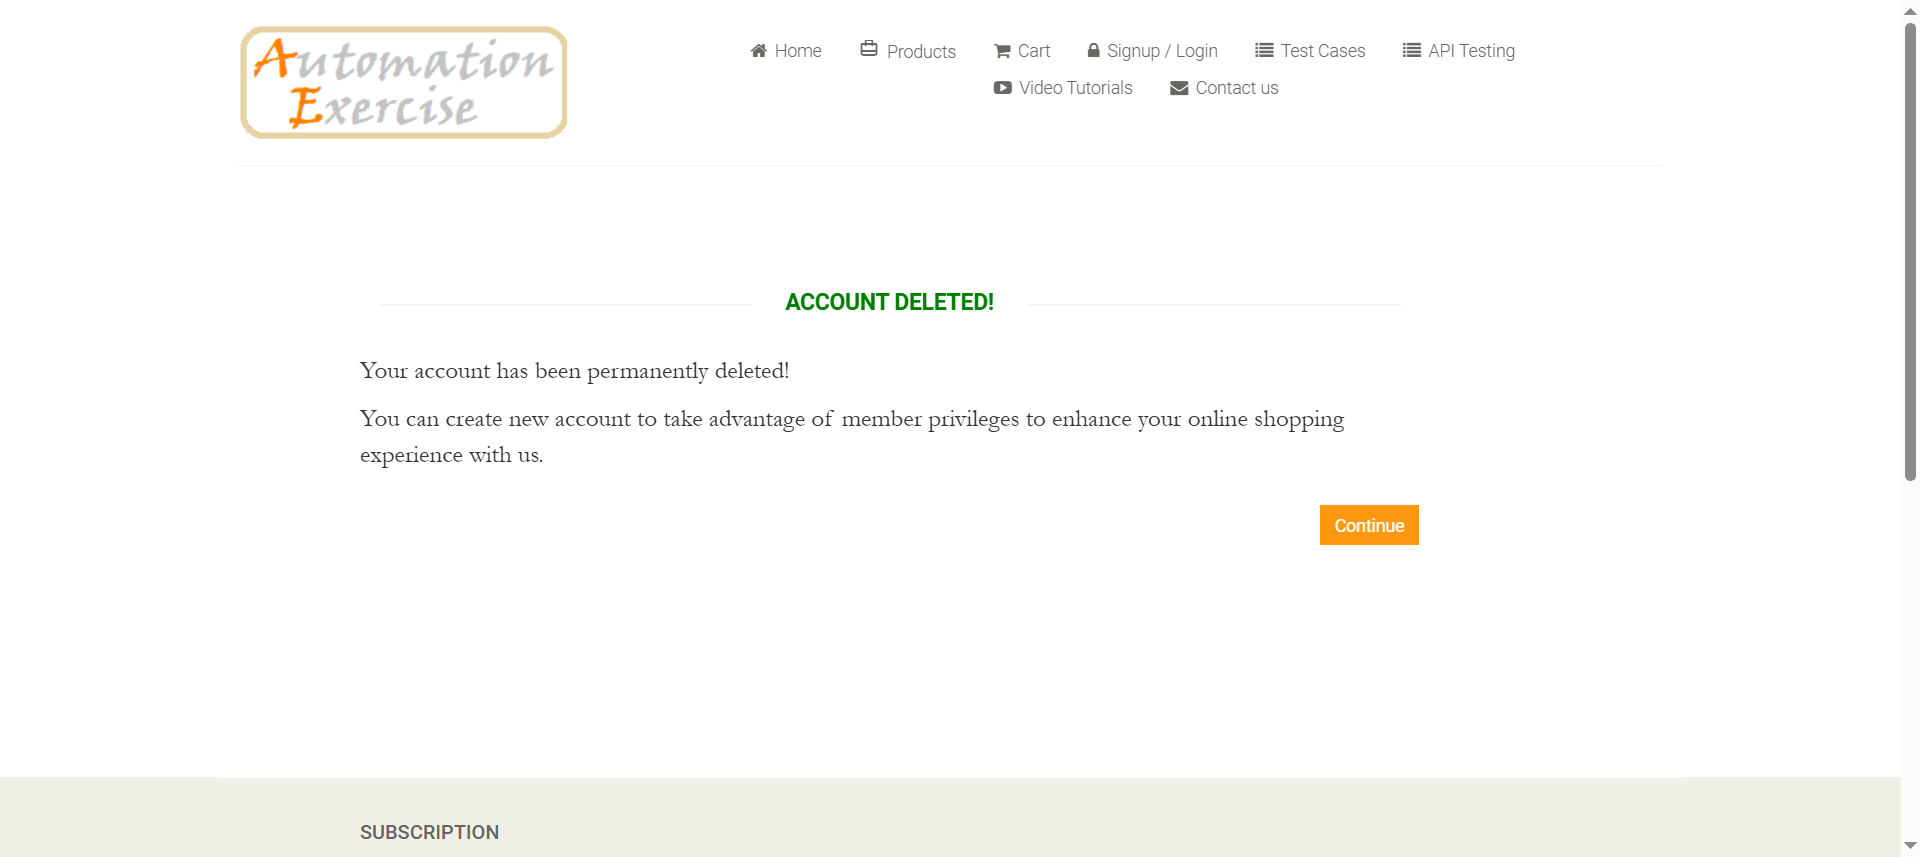 Automation
Exercise
Home Products Cart Signup / Login Test Cases API Testing
Video Tutorials Contact us
ACCOUNT DELETED!
Your account has been permanently deleted!
You can create new account to take advantage of member privileges to enhance your online shopping
experience with us.
Continue
SUBSCRIPTION